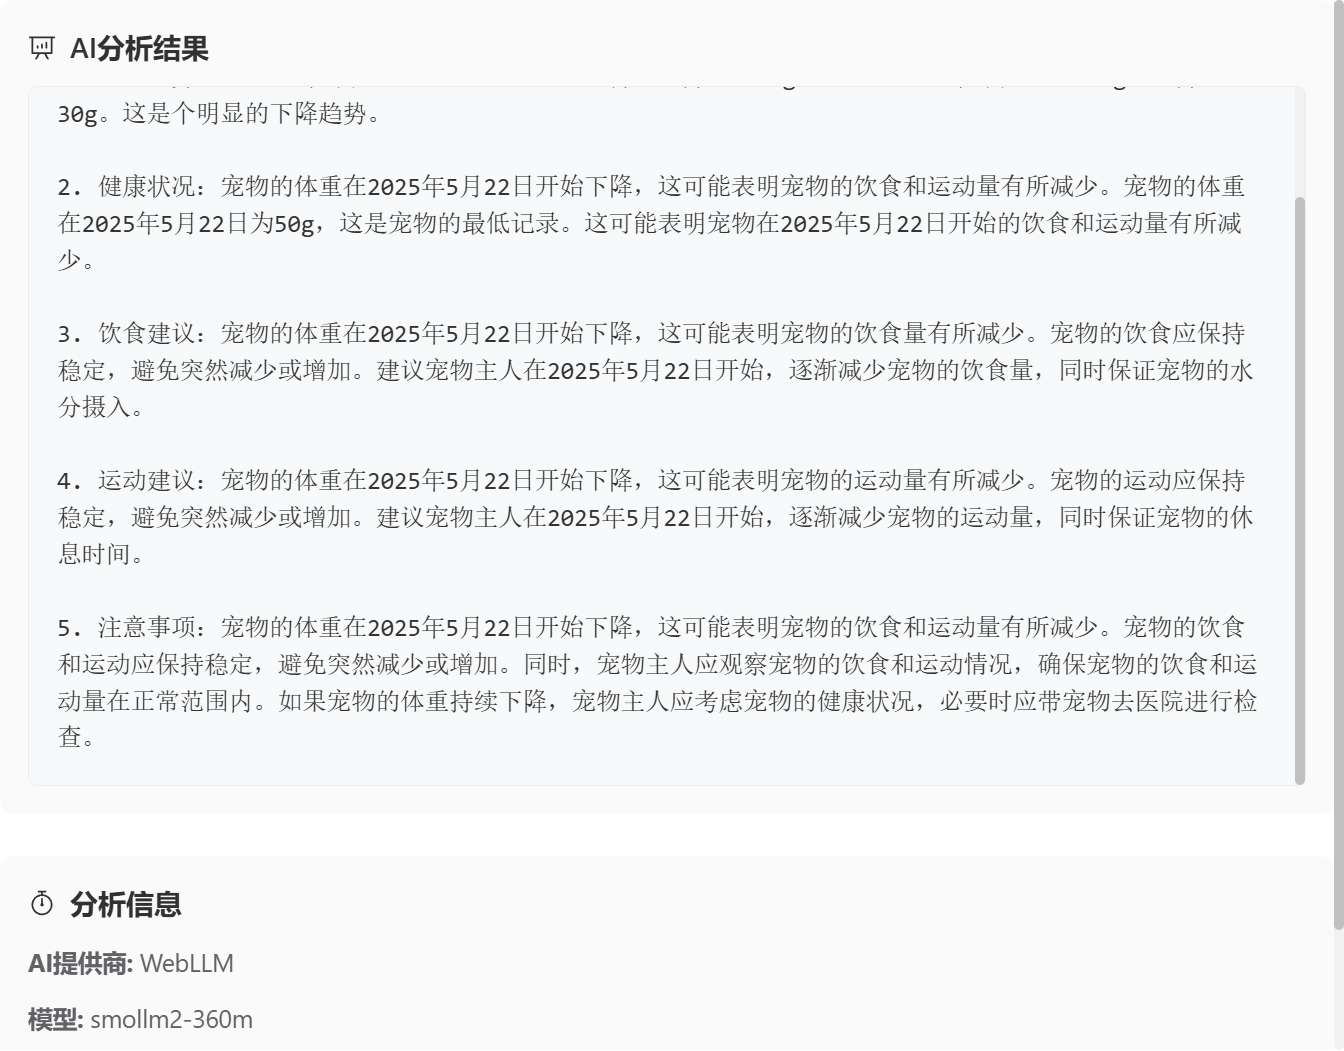 AI分析结果
30g。这是个明显的下降趋势。
2. 健康状况：宠物的体重在2025年5月22日开始下降，这可能表明宠物的饮食和运动量有所减少。宠物的体重
在2025年5月22日为50g，这是宠物的最低记录。这可能表明宠物在2025年5月22日开始的饮食和运动量有所减
少。
3. 饮食建议：宠物的体重在2025年5月22日开始下降，这可能表明宠物的饮食量有所减少。宠物的饮食应保持
稳定，避免突然减少或增加。建议宠物主人在2025年5月22日开始，逐渐减少宠物的饮食量，同时保证宠物的水
分摄入。
4. 运动建议：宠物的体重在2025年5月22日开始下降，这可能表明宠物的运动量有所减少。宠物的运动应保持
稳定，避免突然减少或增加。建议宠物主人在2025年5月22日开始，逐渐减少宠物的运动量，同时保证宠物的休
息时间。
5. 注意事项：宠物的体重在2025年5月22日开始下降，这可能表明宠物的饮食和运动量有所减少。宠物的饮食
和运动应保持稳定，避免突然减少或增加。同时，宠物主人应观察宠物的饮食和运动情况，确保宠物的饮食和运
动量在正常范围内。如果宠物的体重持续下降，宠物主人应考虑宠物的健康状况，必要时应带宠物去医院进行检
查。
分析信息
AI提供商: WebLLM
模型: smollm2-360m